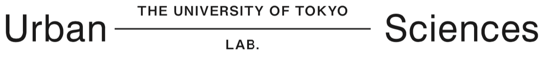 Urban
THE UNIVERSITY OF TOKYO
LAB.
Sciences